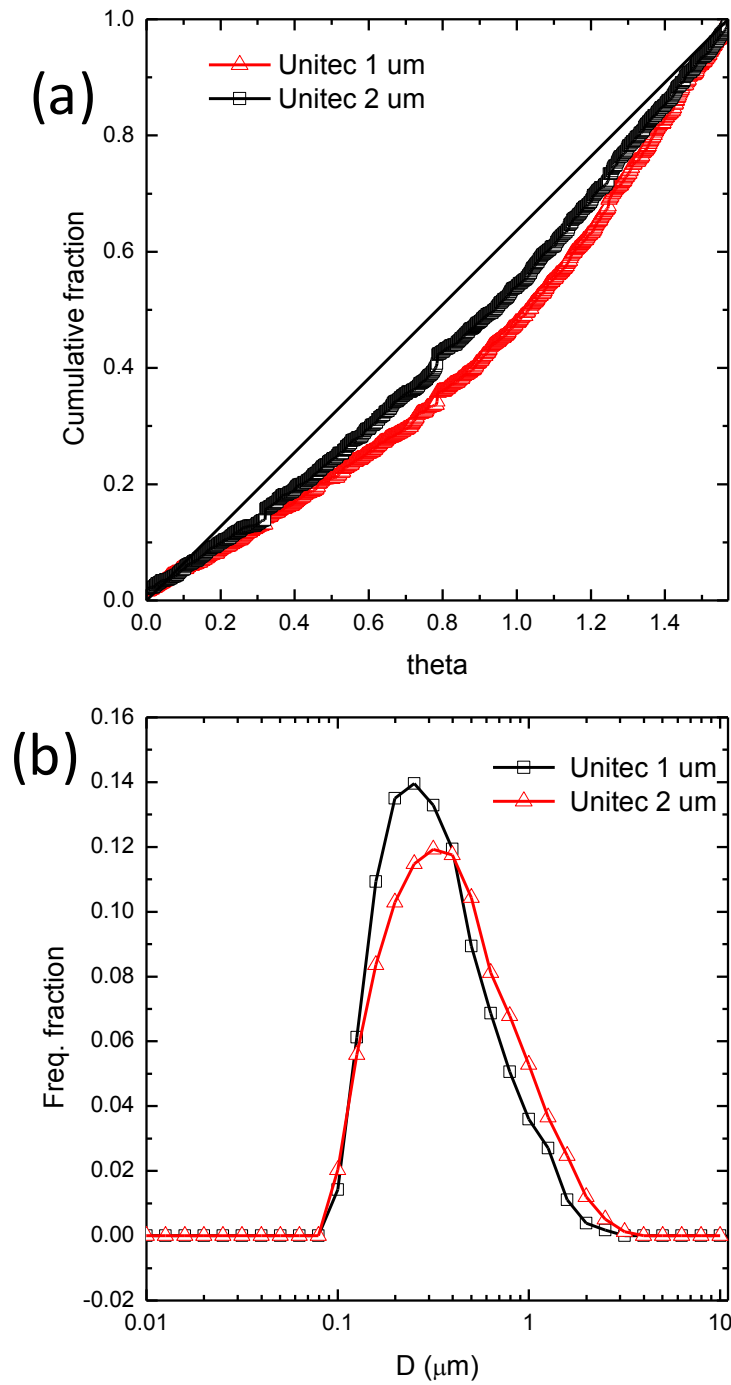 (a)
Unitec 1 um
Unitec 2 um
1.0
0.8
0.6
0.4
0.2
0.0
Cumulative fraction
0.0 0.2 0.4 0.6 0.8 1.0 1.2 1.4
theta
(b)
Unitec 1 um
Unitec 2 um
0.16
0.14
0.12
0.10
0.08
0.06
0.04
0.02
0.00
-0.02
Freq. fraction
0.01 0.1 1 10
D (μm)